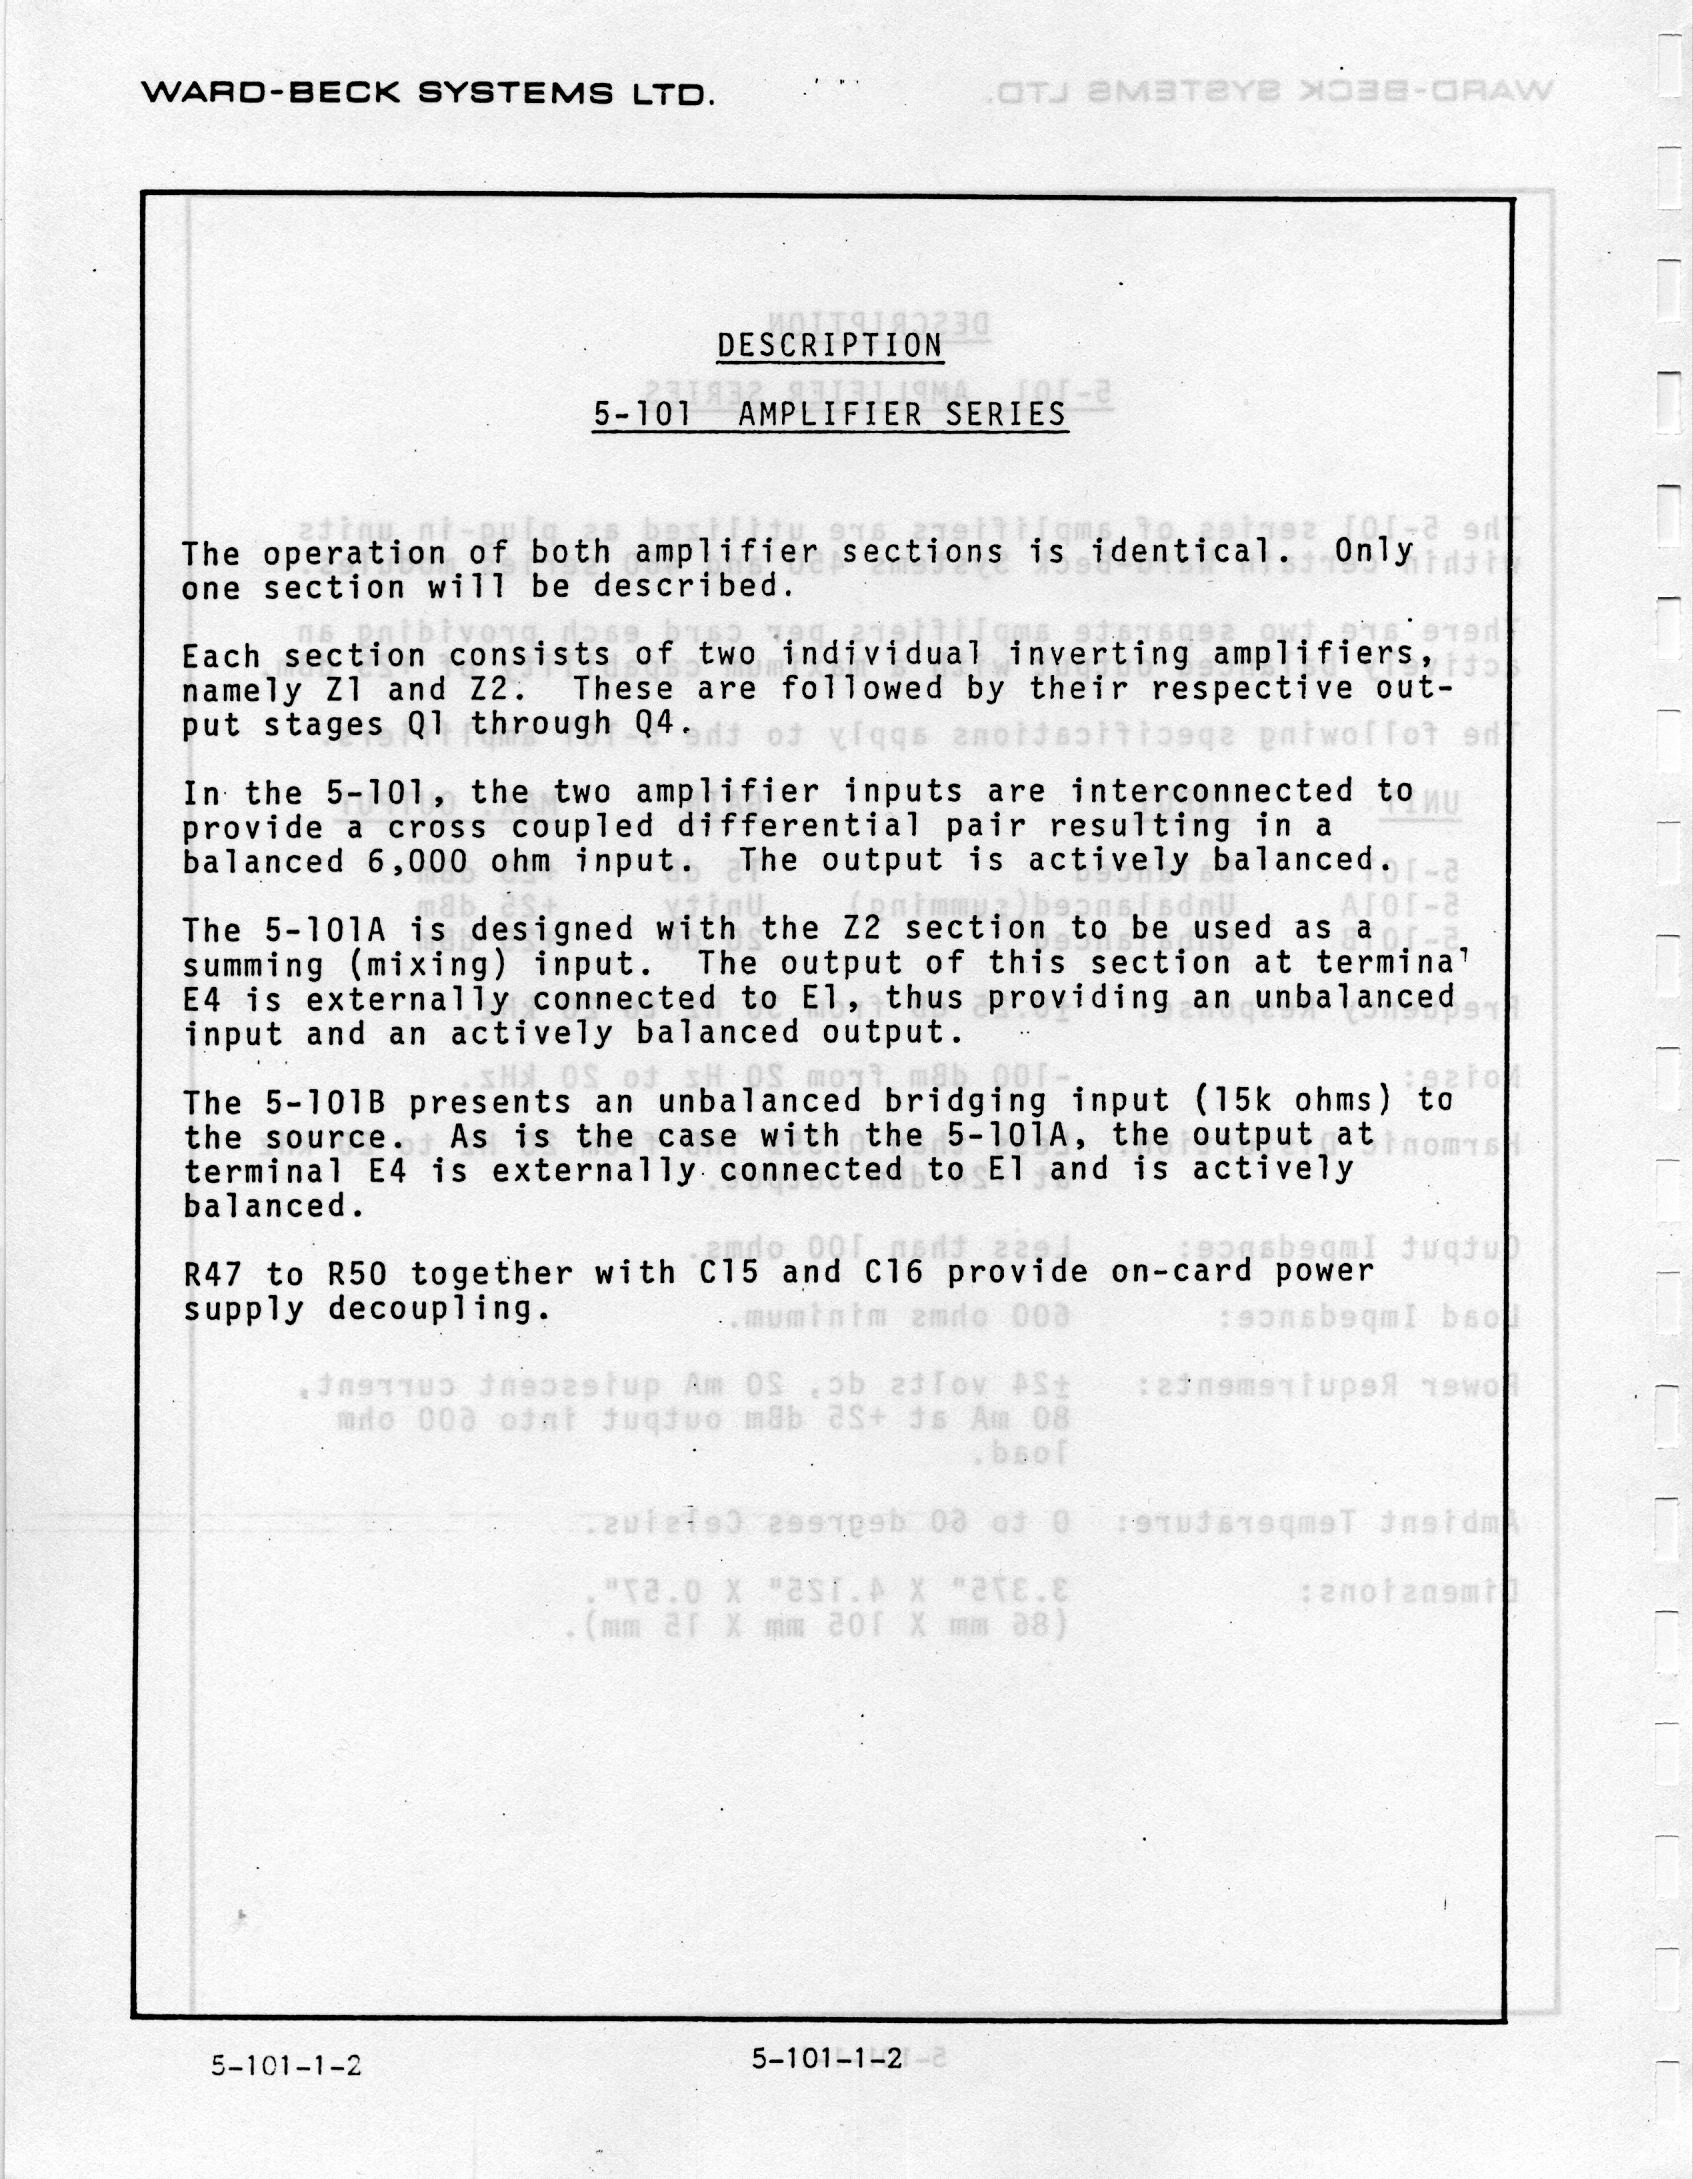 WARD-BECK SYSTEMS LTD.
DESCRIPTION
5-101 AMPLIFIER SERIES
The operation of both amplifier sections is identical. Only
one section will be described.
Each section consists of two individual inverting amplifiers,
namely Z1 and Z2. These are followed by their respective out-
put stages Q1 through Q4.
In the 5-101, the two amplifier inputs are interconnected to
provide a cross coupled differential pair resulting in a
balanced 6,000 ohm input. The output is actively balanced.
The 5-101A is designed with the Z2 section to be used as a
summing (mixing) input. The output of this section at terminal
E4 is externally connected to E1, thus providing an unbalanced
input and an actively balanced output.
The 5-101B presents an unbalanced bridging input (15k ohms) to
the source. As is the case with the 5-101A, the output at
terminal E4 is externally connected to E1 and is actively
balanced.
R47 to R50 together with C15 and C16 provide on-card power
supply decoupling.
5-101-1-2
5-101-1-2